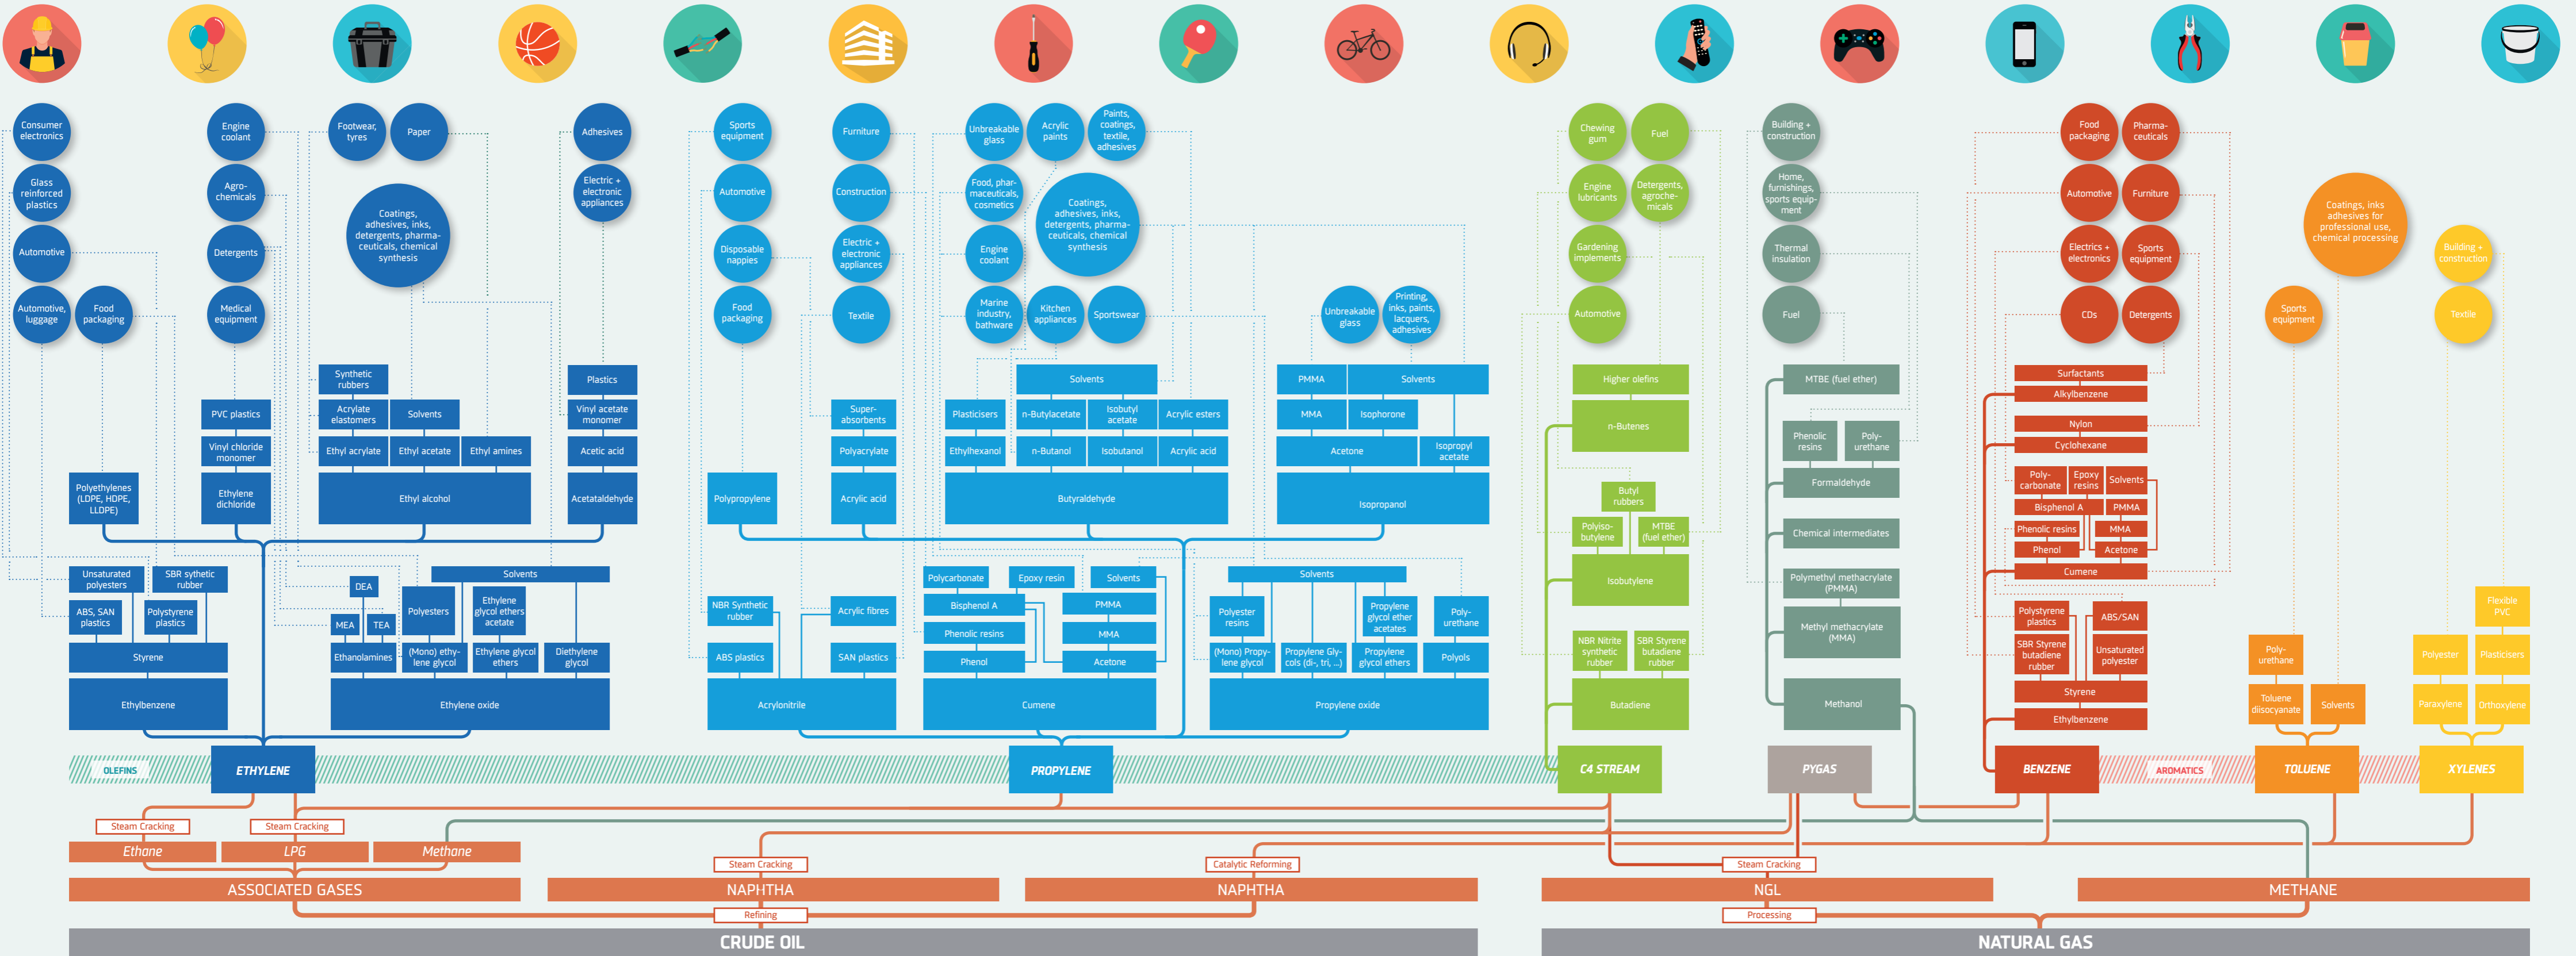 Consumer
electronics
Engine
coolant
Footwear,
tyres
Paper
Adhesives
Sports
equipment
Furniture
Unbreakable
glass
Acrylic
paints
Paints,
coatings,
textile,
adhesives
Chewing
gum
Fuel
Building +
construction
Food
packaging
Pharma-
ceuticals
Glass
reinforced
plastics
Agro-
chemicals
Coatings,
adhesives, inks,
detergents, pharma-
ceuticals, chemical
synthesis
Electric +
electronic
appliances
Automotive
Construction
Food, phar-
maceuticals,
cosmetics
Coatings,
adhesives, inks,
detergents, pharma-
ceuticals, chemical
synthesis
Engine
lubricants
Detergents,
agroche-
micals
Home,
furnishings,
sports equip-
ment
Automotive
Furniture
Coatings, inks
adhesives for
professional use,
chemical processing
Automotive
Detergents
Disposable
nappies
Electric +
electronic
appliances
Engine
coolant
Gardening
implements
Thermal
insulation
Electrics +
electronics
Sports
equipment
Building +
construction
Automotive,
luggage
Food
packaging
Medical
equipment
Food
packaging
Textile
Marine
industry,
bathware
Kitchen
appliances
Sportswear
Unbreakable
glass
Printing,
inks, paints,
lacquers,
adhesives
Automotive
Fuel
CDs
Detergents
Sports
equipment
Textile
Synthetic
rubbers
Plastics
Solvents
PMMA
Solvents
Higher olefins
MTBE (fuel ether)
Surfactants
Alkylbenzene
PVC plastics
Acrylate
elastomers
Solvents
Vinyl acetate
monomer
Super-
absorbents
Plasticisers
n-Butylacetate
Isobutyl
acetate
Acrylic esters
MMA
Isophorone
n-Butenes
Nylon
Cyclohexane
Vinyl chloride
monomer
Ethyl acrylate
Ethyl acetate
Ethyl amines
Acetic acid
Polyacrylate
Ethylhexanol
n-Butanol
Isobutanol
Acrylic acid
Acetone
Isopropyl
acetate
Phenolic
resins
Poly-
urethane
Polyethylenes
(LDPE, HDPE,
LLDPE)
Ethylene
dichloride
Ethyl alcohol
Acetataldehyde
Polypropylene
Acrylic acid
Butyraldehyde
Isopropanol
Butyl
rubbers
Formaldehyde
Poly-
carbonate
Epoxy
resins
Solvents
Bisphenol A
PMMA
Polyiso-
butylene
MTBE
(fuel ether)
Chemical intermediates
Phenolic resins
MMA
Phenol
Acetone
Cumene
Unsaturated
polyesters
SBR sythetic
rubber
DEA
Solvents
Polycarbonate
Epoxy resin
Solvents
Solvents
Isobutylene
Polymethyl methacrylate
(PMMA)
ABS, SAN
plastics
Polystyrene
plastics
MEA
TEA
Polyesters
Ethylene
glycol ethers
acetate
NBR Synthetic
rubber
Acrylic fibres
Bisphenol A
PMMA
Polyester
resins
Propylene
glycol ether
acetates
Poly-
urethane
Polystyrene
plastics
ABS/SAN
Flexible
PVC
Phenolic resins
MMA
NBR Nitrite
synthetic
rubber
SBR Styrene
butadiene
rubber
Methyl methacrylate
(MMA)
SBR Styrene
butadiene
rubber
Unsaturated
polyester
Styrene
Ethanolamines
(Mono) ethy-
lene glycol
Ethylene glycol
ethers
Diethylene
glycol
ABS plastics
SAN plastics
Phenol
Acetone
(Mono) Propy-
lene glycol
Propylene Gly-
cols (di-, tri, ...)
Propylene
glycol ethers
Polyols
Poly-
urethane
Polyester
Plasticisers
Ethylbenzene
Ethylene oxide
Acrylonitrile
Cumene
Propylene oxide
Butadiene
Methanol
Styrene
Ethylbenzene
Toluene
diisocyanate
Solvents
Paraxylene
Orthoxylene
OLEFINS
ETHYLENE
PROPYLENE
C4 STREAM
PYGAS
BENZENE
AROMATICS
TOLUENE
XYLENES
Steam Cracking
Steam Cracking
Ethane
LPG
Methane
Steam Cracking
Catalytic Reforming
Steam Cracking
ASSOCIATED GASES
NAPHTHA
NAPHTHA
NGL
METHANE
Refining
Processing
CRUDE OIL
NATURAL GAS